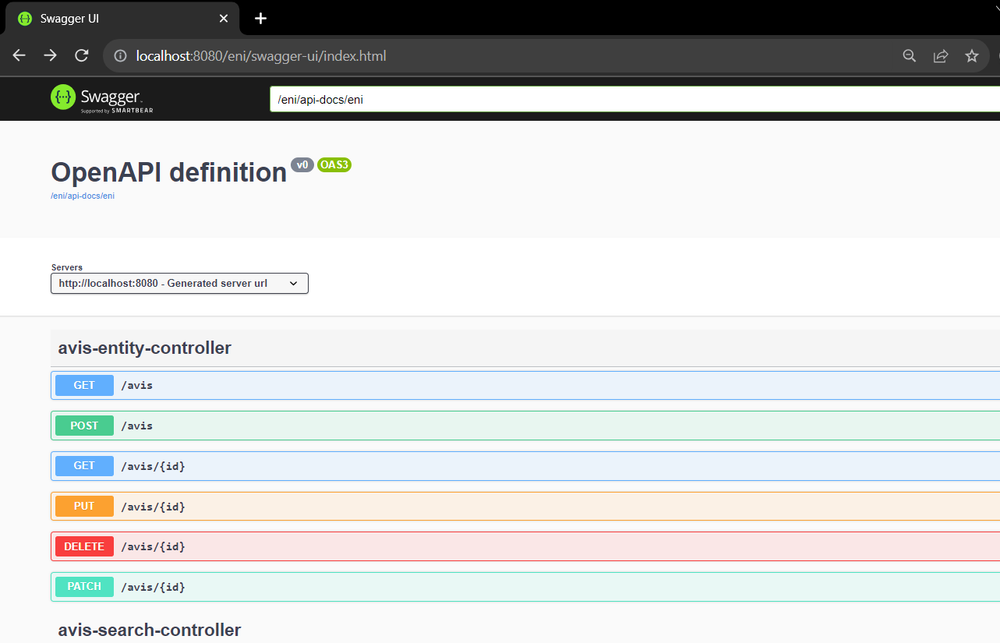 Swagger UI
localhost:8080/eni/swagger-ui/index.html
Swagger
Supported by SMARTBEAR
/eni/api-docs/eni
OpenAPI definition v0 OAS3
/eni/api-docs/eni
Servers
http://localhost:8080 - Generated server url
avis-entity-controller
GET /avis
POST /avis
GET /avis/{id}
PUT /avis/{id}
DELETE /avis/{id}
PATCH /avis/{id}
avis-search-controller